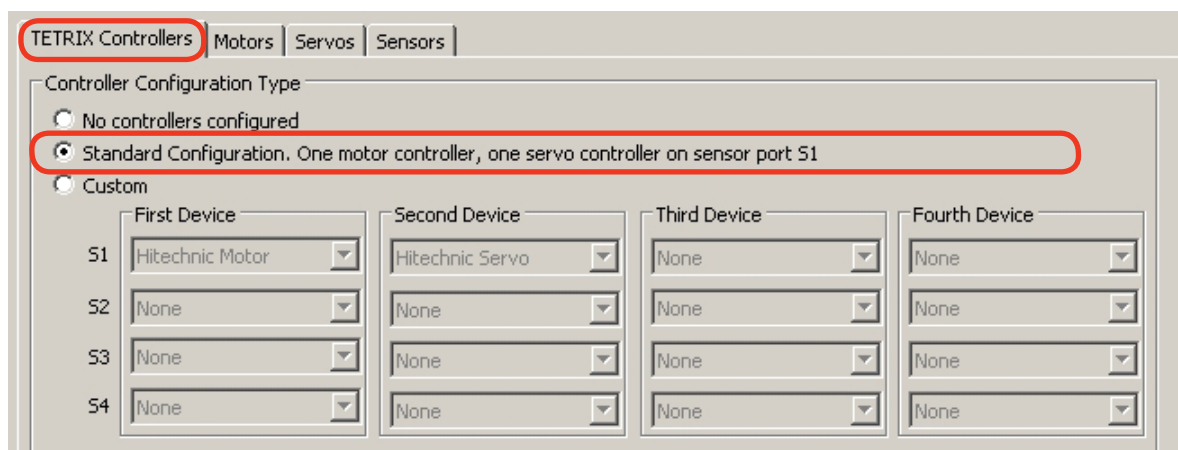 TETRIX Controllers Motors Servos Sensors
Controller Configuration Type
No controllers configured
Standard Configuration. One motor controller, one servo controller on sensor port S1
Custom
First Device Second Device Third Device Fourth Device
S1 Hitechnic Motor Hitechnic Servo None None
S2 None None None None
S3 None None None None
S4 None None None None